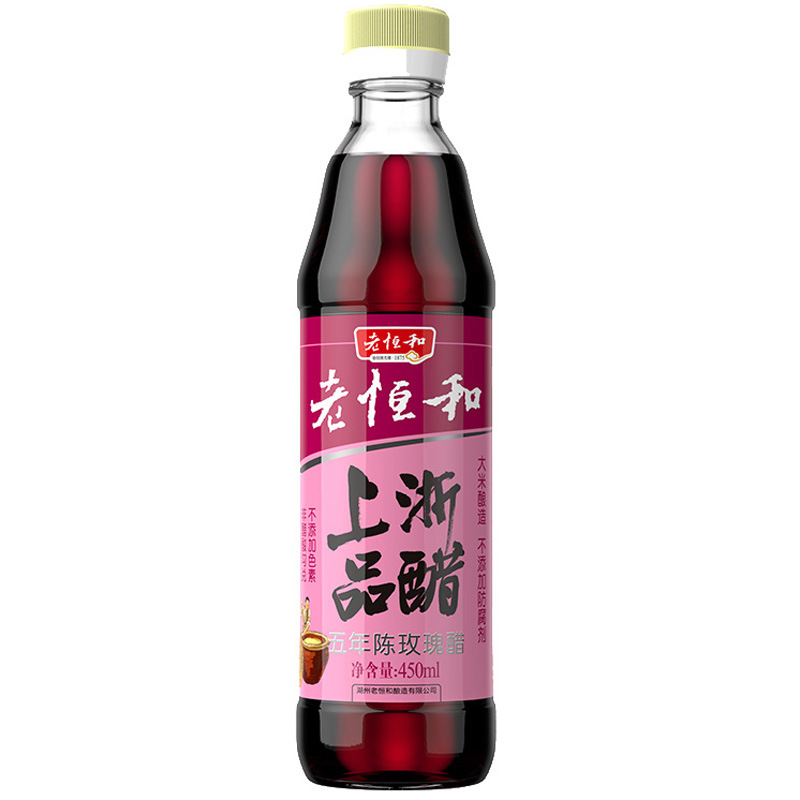 老恒和
1875
老恒和
浙醋
上品
大米酿造 不添加防腐剂
不添加色素
五年陈玫瑰醋
净含量:450ml
湖州老恒和酿造有限公司